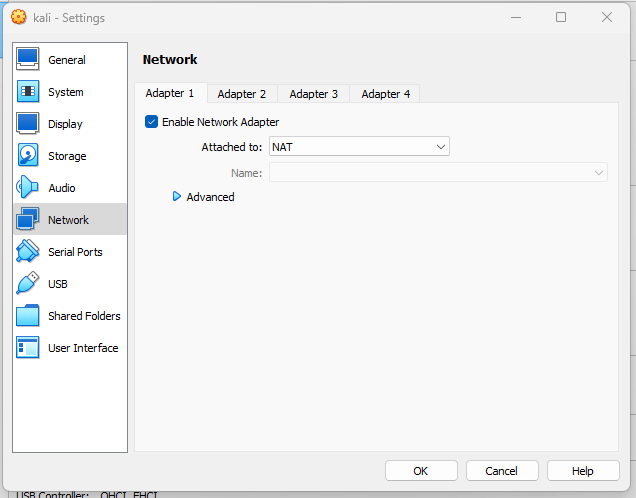 kali - Settings
General
System
Display
Storage
Audio
Network
Serial Ports
USB
Shared Folders
User Interface
Network
Adapter 1 Adapter 2 Adapter 3 Adapter 4
Enable Network Adapter
Attached to: NAT
Name:
Advanced
OK Cancel Help
USB Controller: OHCI, EHCI